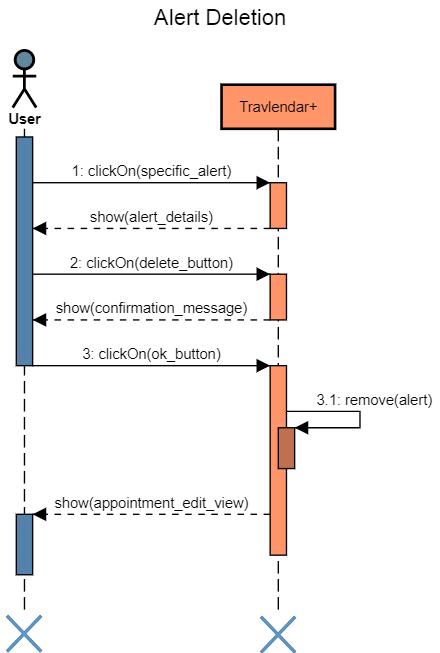 Alert Deletion
User
Travlendar+
1: clickOn(specific_alert)
show(alert_details)
2: clickOn(delete_button)
show(confirmation_message)
3: clickOn(ok_button)
3.1: remove(alert)
show(appointment_edit_view)